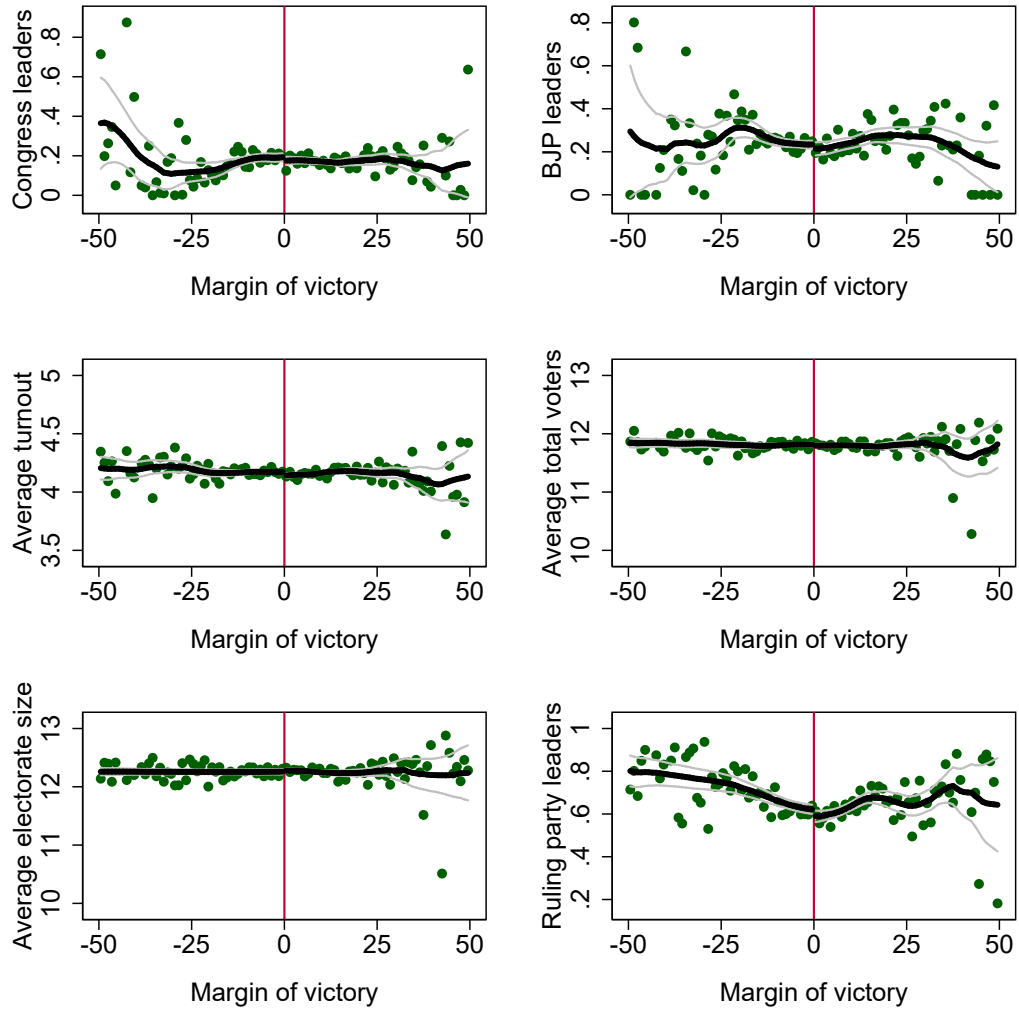 Congress leaders
0 .2 .4 .6 .8
-50 -25 0 25 50
Margin of victory
BJP leaders
0 .2 .4 .6 .8
-50 -25 0 25 50
Margin of victory
Average turnout
3.5 4 4.5 5
-50 -25 0 25 50
Margin of victory
Average total voters
10 11 12 13
-50 -25 0 25 50
Margin of victory
Average electorate size
10 11 12 13
-50 -25 0 25 50
Margin of victory
Ruling party leaders
.2 .4 .6 .8 1
-50 -25 0 25 50
Margin of victory